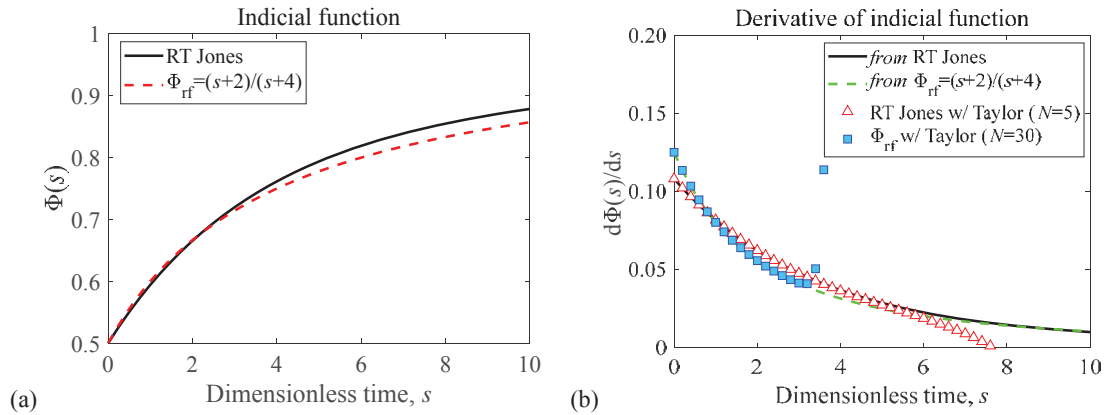 Indicial function
1
0.9
0.8
0.7
0.6
0.5
Φ(s)
RT Jones
Φrf=(s+2)/(s+4)
0 2 4 6 8 10
Dimensionless time, s
(a)
Derivative of indicial function
0.20
0.15
0.10
0.05
0
dΦ(s)/ds
from RT Jones
from Φrf=(s+2)/(s+4)
RT Jones w/ Taylor (N=5)
Φrf w/ Taylor (N=30)
0 2 4 6 8 10
Dimensionless time, s
(b)